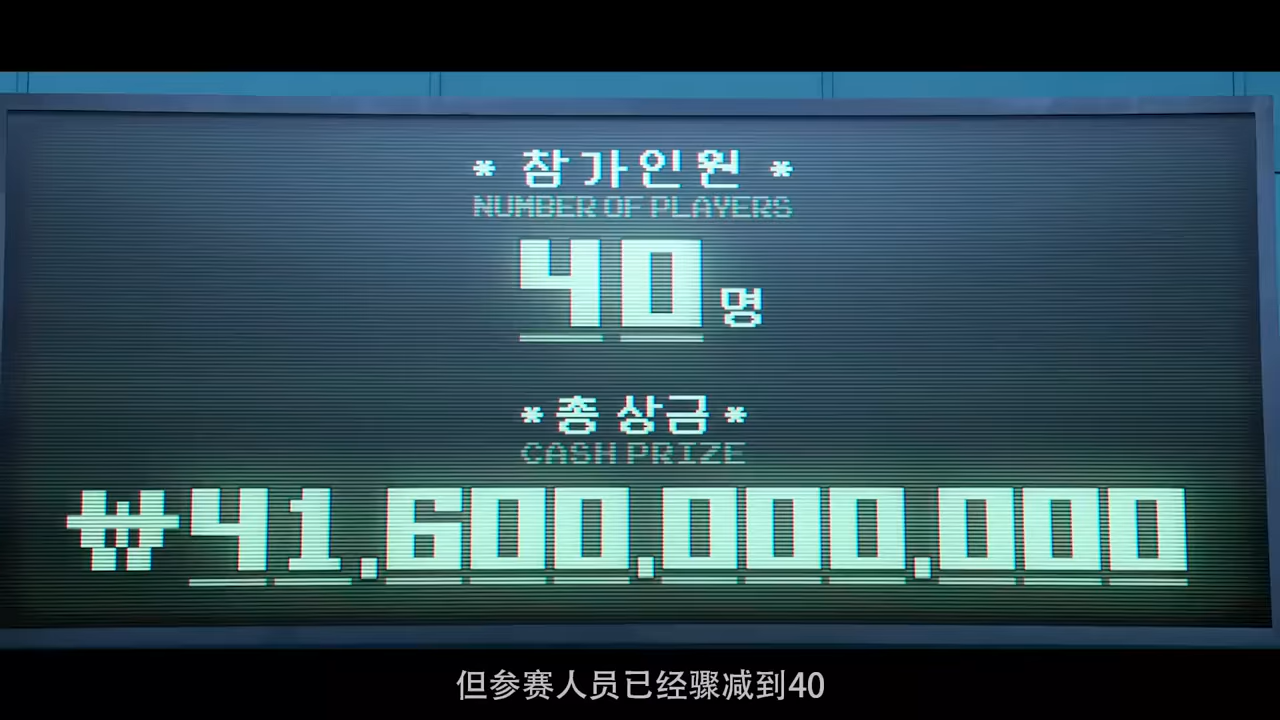 * 참가인원 *
NUMBER OF PLAYERS
40명
* 총 상금 *
CASH PRIZE
₩41,600,000,000
但参赛人员已经骤减到40